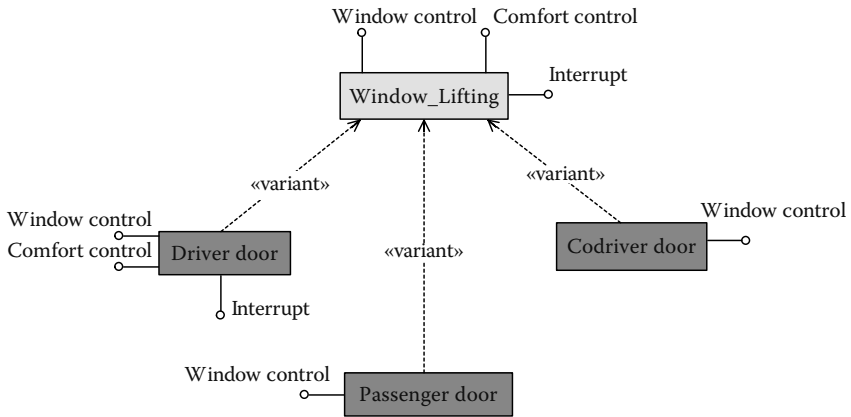 Window control
Comfort control
Interrupt
Window_Lifting
«variant»
«variant»
«variant»
Window control
Comfort control
Driver door
Interrupt
Window control
Codriver door
Window control
Passenger door